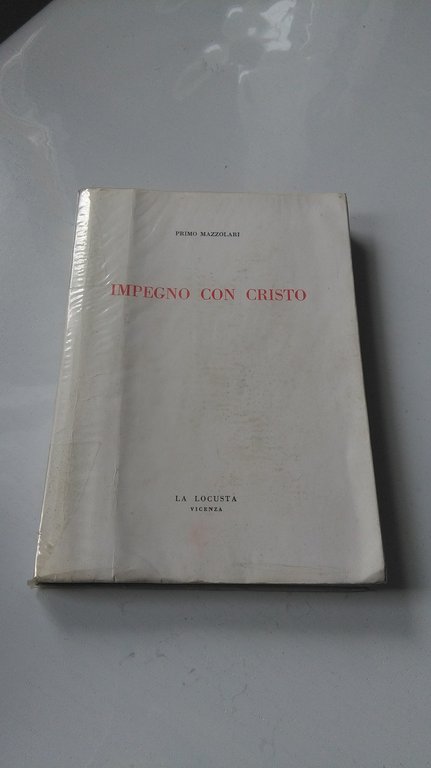 PRIMO MAZZOLARI
IMPEGNO CON CRISTO
LA LOCUSTA
VICENZA